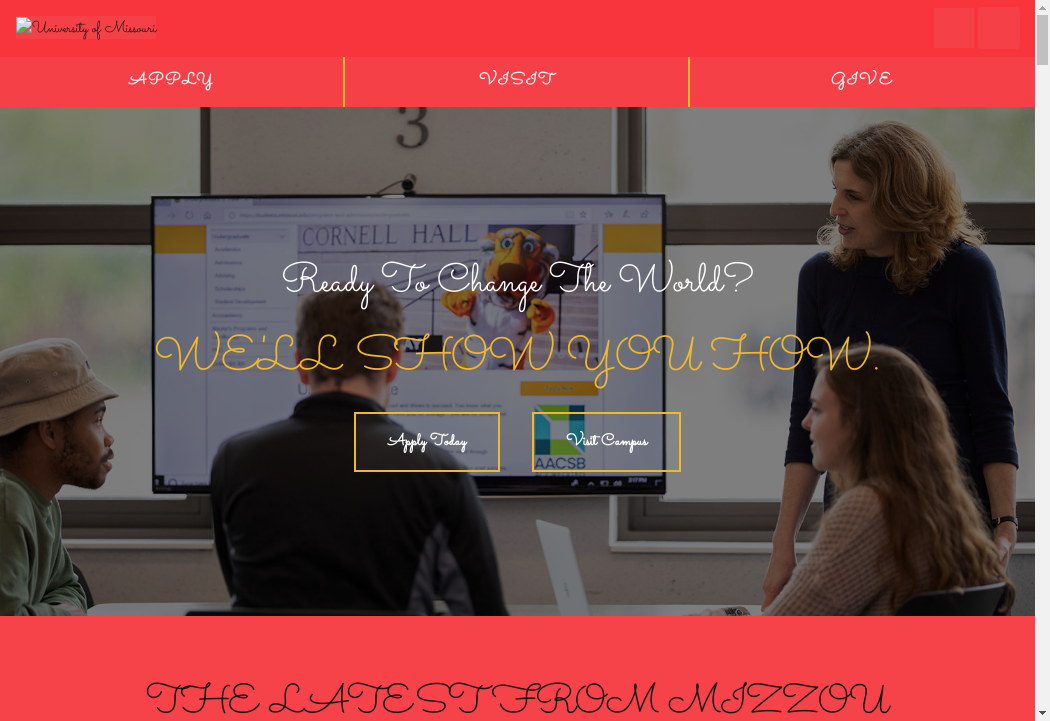 University of Missouri
APPLY
VISIT
GIVE
3
CORNELL HALL
Ready To Change The World?
WE'LL SHOW YOU HOW.
Apply Today
Visit Campus
AACSB
THE LATEST FROM MIZZOU